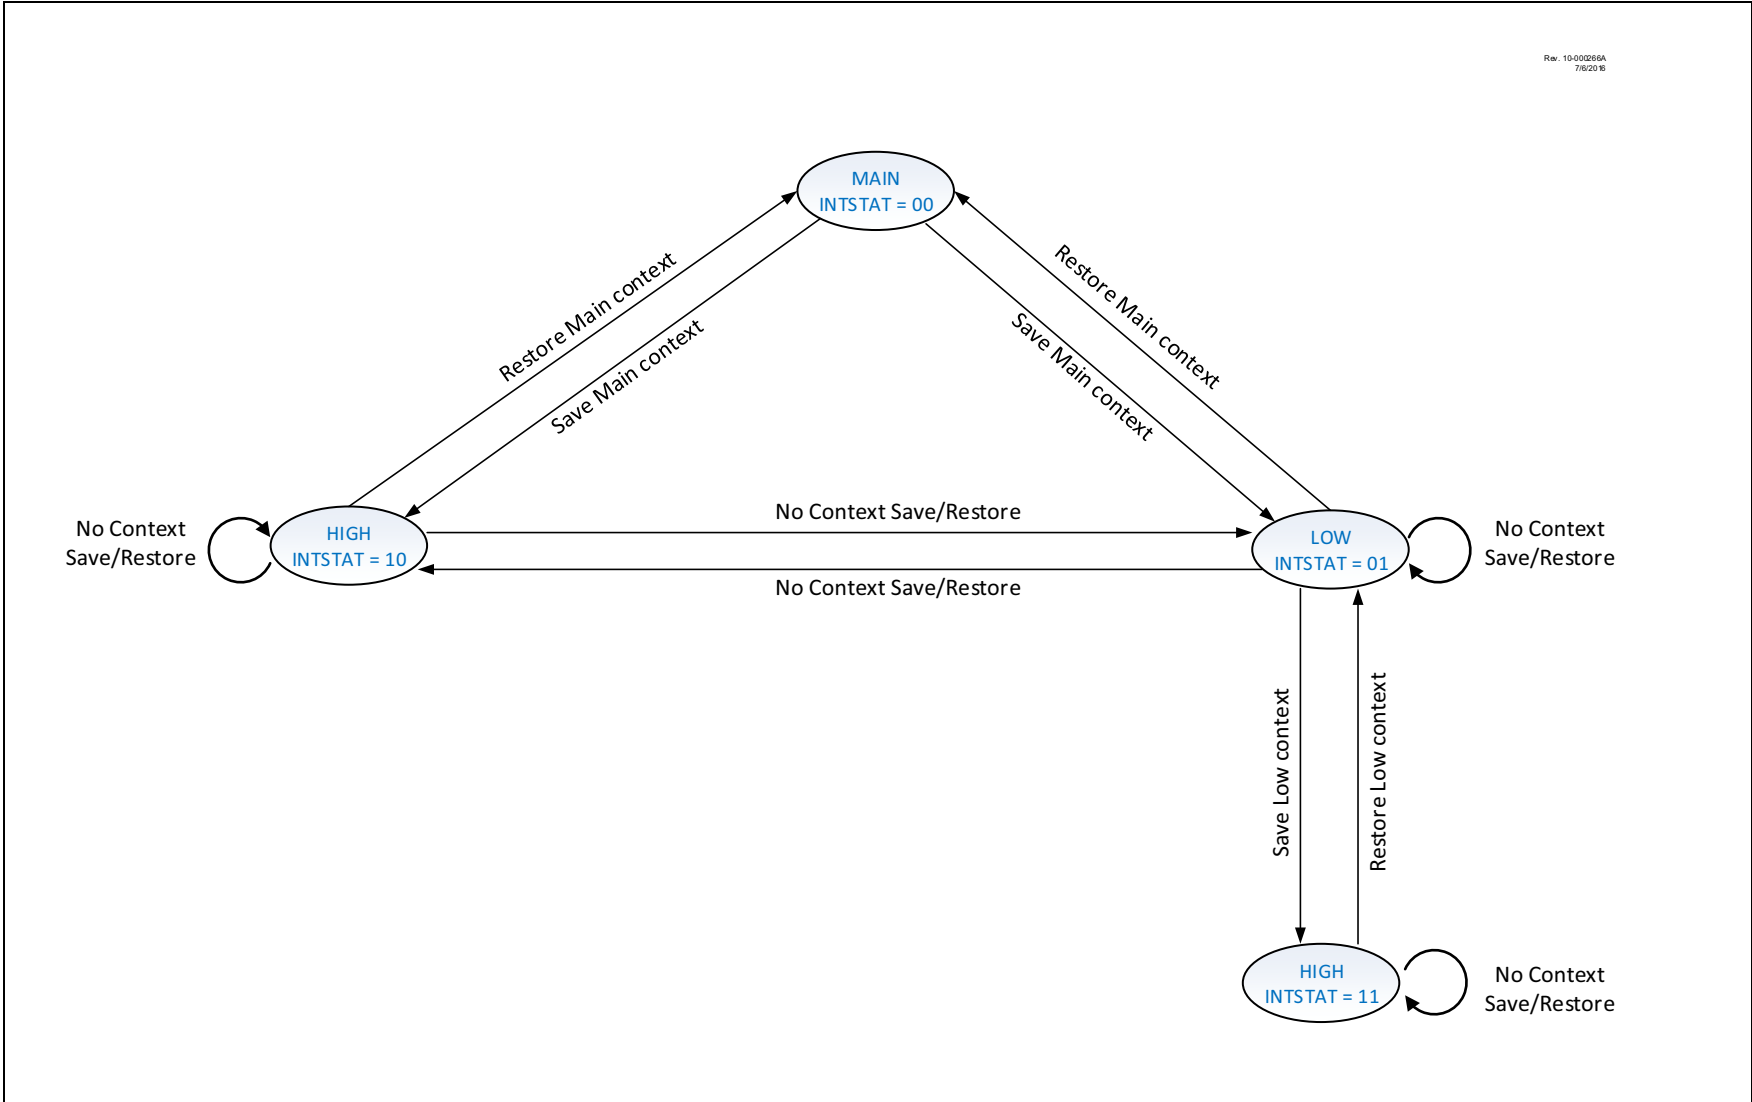 Rev. 10-000266A
7/6/2016
MAIN
INTSTAT = 00
Restore Main context
Save Main context
Restore Main context
Save Main context
No Context
Save/Restore
HIGH
INTSTAT = 10
No Context Save/Restore
No Context Save/Restore
LOW
INTSTAT = 01
No Context
Save/Restore
Save Low context
Restore Low context
HIGH
INTSTAT = 11
No Context
Save/Restore